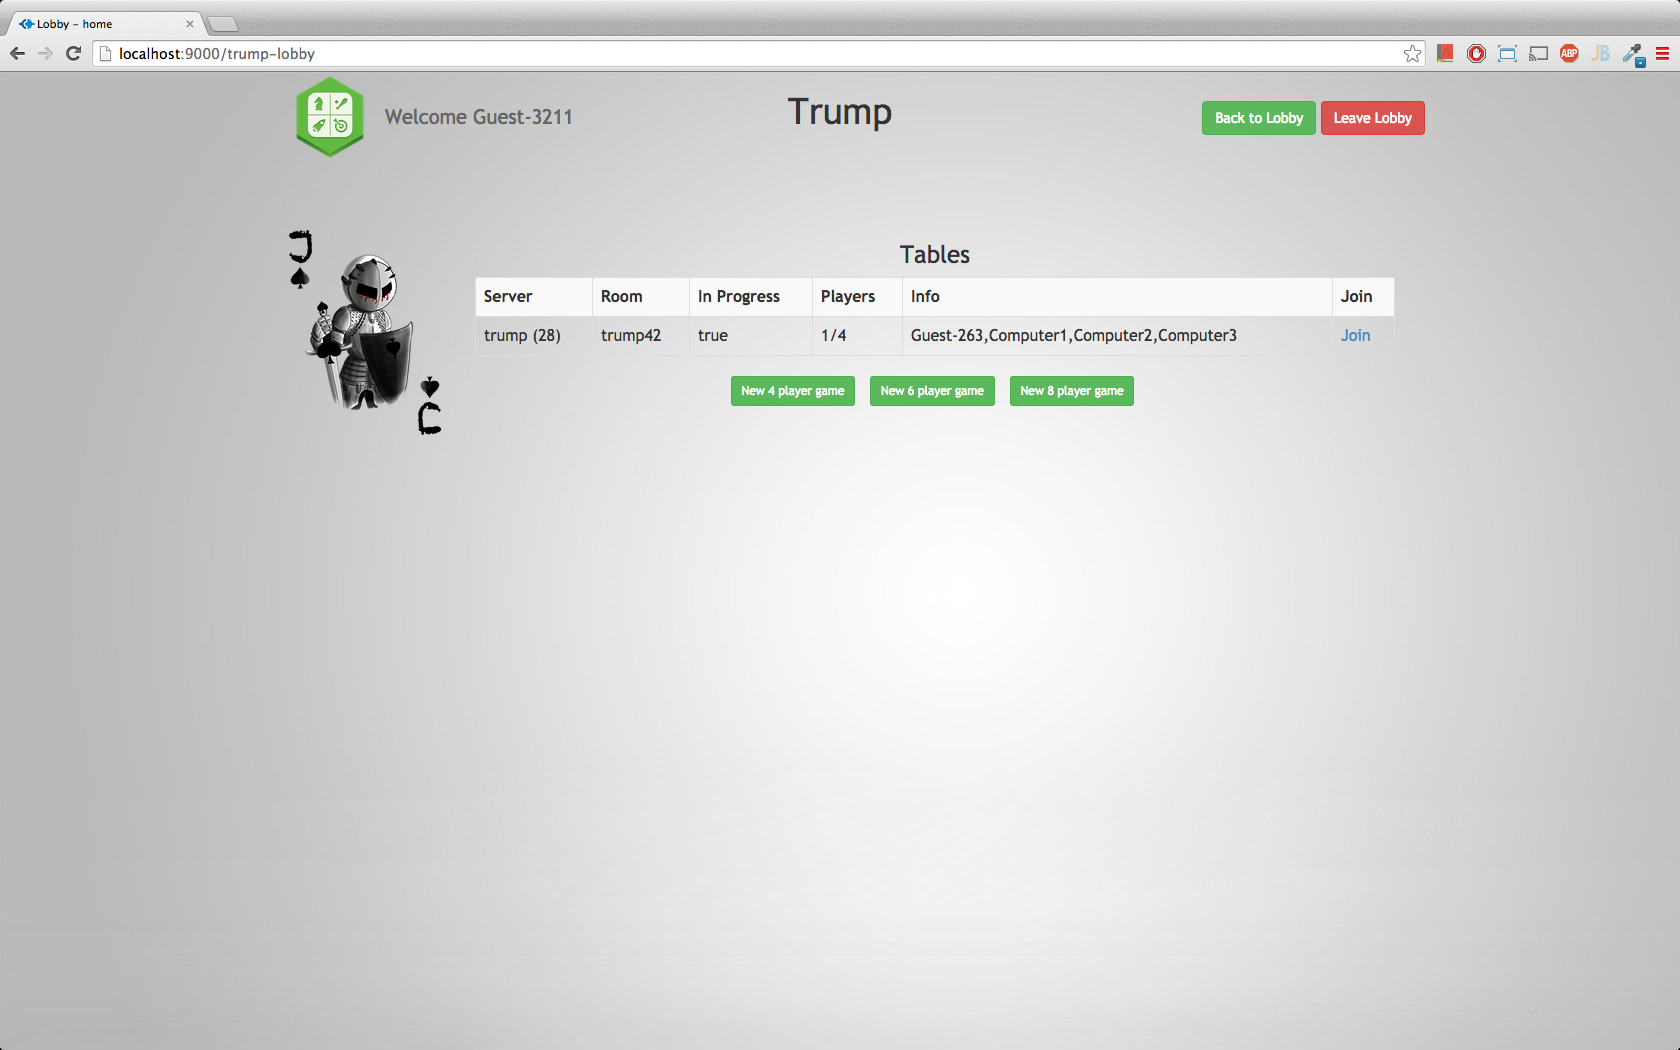 Lobby - home
localhost:9000/trump-lobby
ABP
JB
Welcome Guest-3211
Trump
Back to Lobby
Leave Lobby
J
Tables
Server Room In Progress Players Info Join
trump (28) trump42 true 1/4 Guest-263,Computer1,Computer2,Computer3 Join
New 4 player game New 6 player game New 8 player game
J